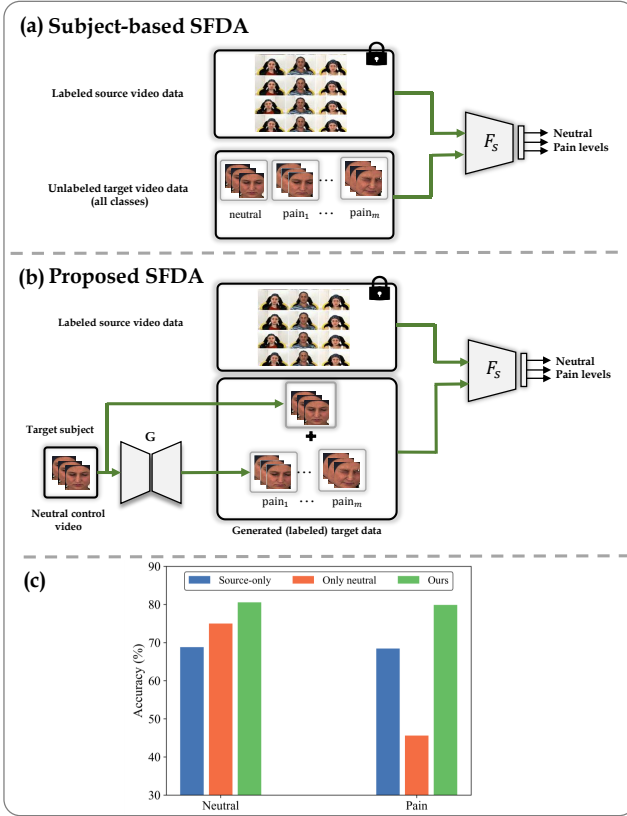 (a) Subject-based SFDA
Labeled source video data
F_s
Neutral
Pain levels
Unlabeled target video data
(all classes)
neutral pain_1 ... pain_m
(b) Proposed SFDA
Labeled source video data
F_s
Neutral
Pain levels
Target subject
G
+
Neutral control
video
pain_1 ... pain_m
Generated (labeled) target data
(c)
Source-only Only neutral Ours
Accuracy (%)
90
80
70
60
50
40
30
Neutral Pain